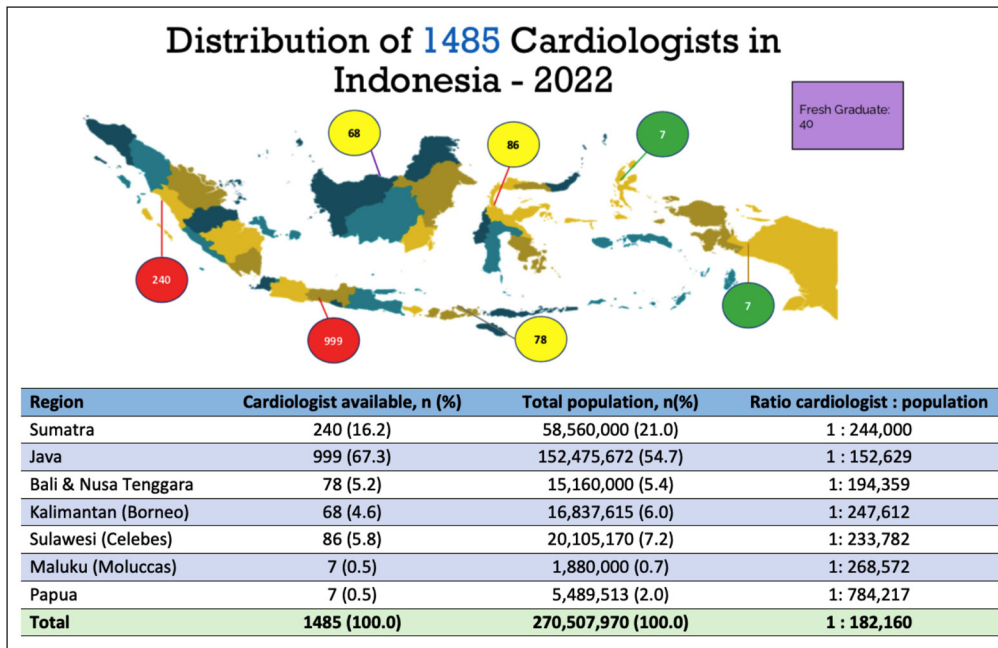 Distribution of 1485 Cardiologists in
Indonesia - 2022
Fresh Graduate:
40
68
86
7
240
999
78
7
Region Cardiologist available, n (%) Total population, n(%) Ratio cardiologist : population
Sumatra 240 (16.2) 58,560,000 (21.0) 1 : 244,000
Java 999 (67.3) 152,475,672 (54.7) 1 : 152,629
Bali & Nusa Tenggara 78 (5.2) 15,160,000 (5.4) 1: 194,359
Kalimantan (Borneo) 68 (4.6) 16,837,615 (6.0) 1: 247,612
Sulawesi (Celebes) 86 (5.8) 20,105,170 (7.2) 1: 233,782
Maluku (Moluccas) 7 (0.5) 1,880,000 (0.7) 1: 268,572
Papua 7 (0.5) 5,489,513 (2.0) 1: 784,217
Total 1485 (100.0) 270,507,970 (100.0) 1 : 182,160